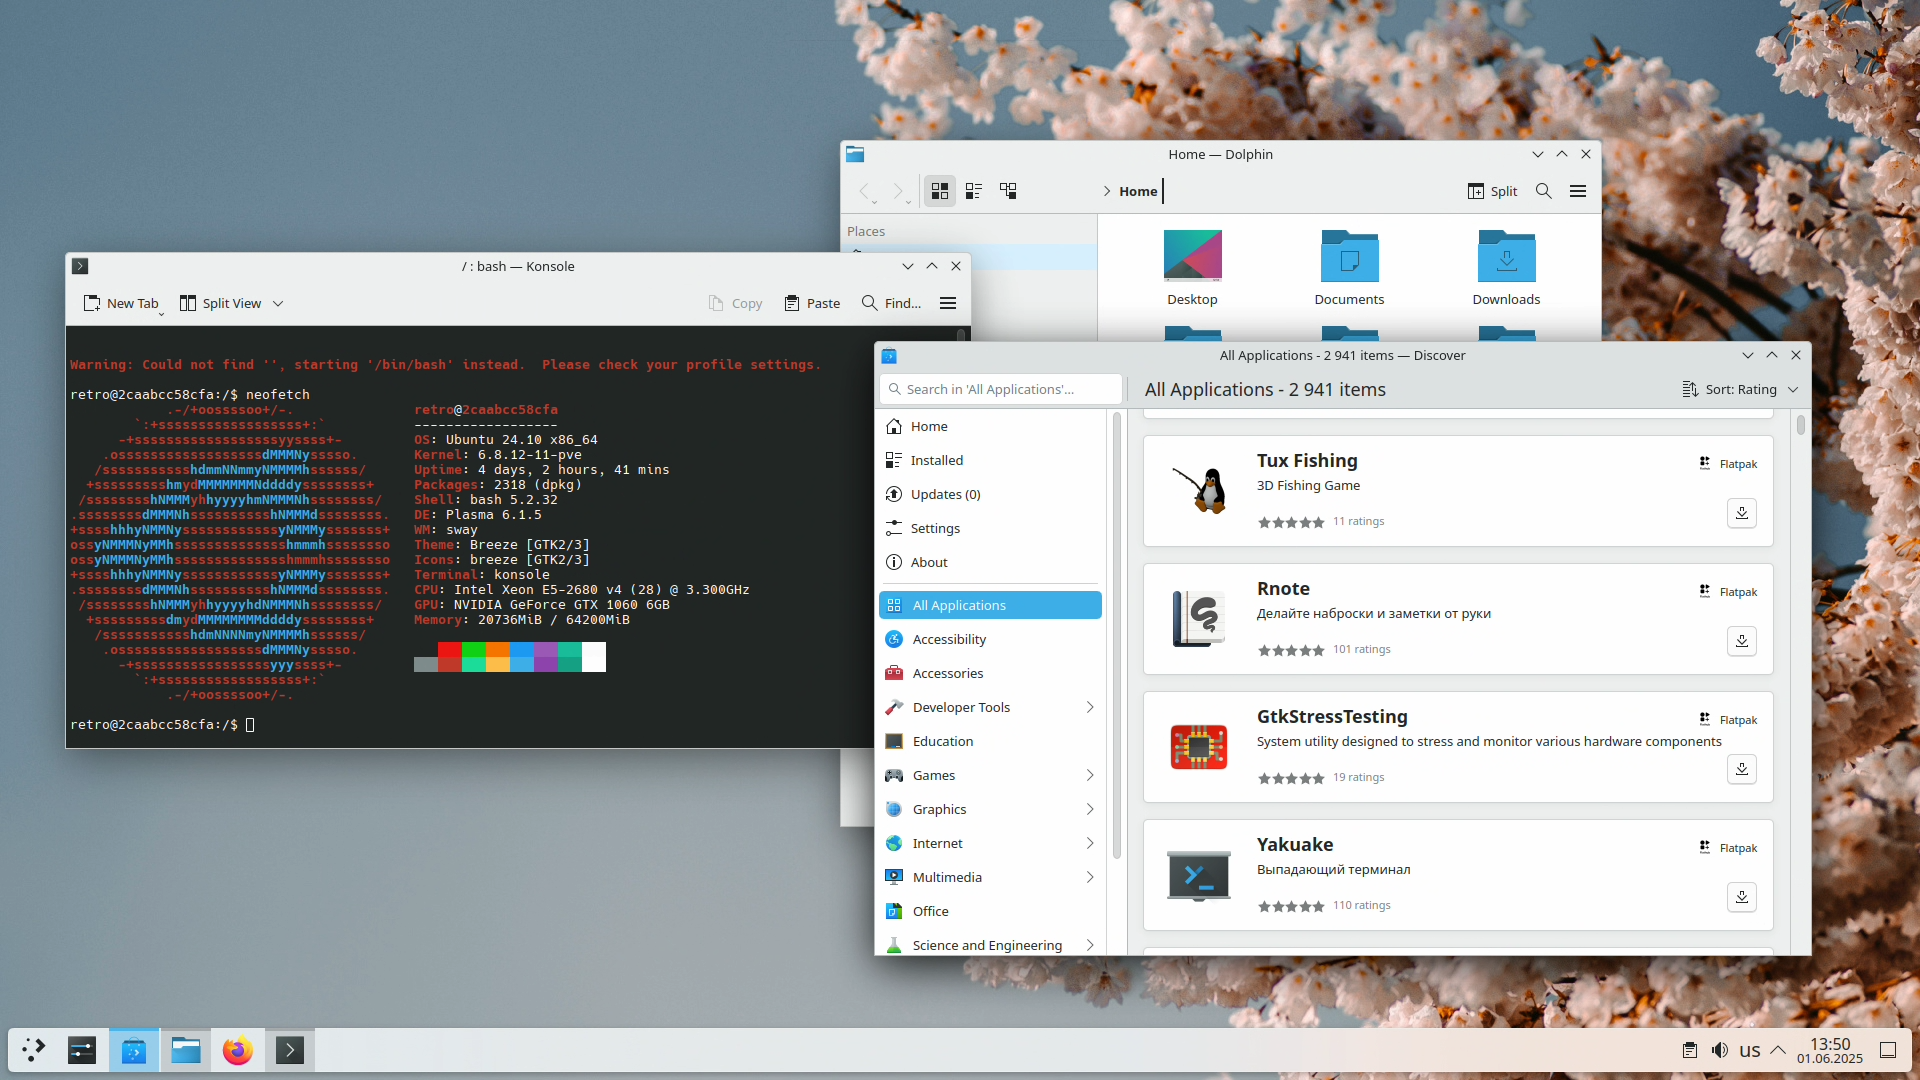 Home — Dolphin
Home
Split
Places
Desktop
Documents
Downloads
/ : bash — Konsole
New Tab
Split View
Copy
Paste
Find...
Warning: Could not find '', starting '/bin/bash' instead.  Please check your profile settings.
retro@2caabcc58cfa:/$ neofetch
retro@2caabcc58cfa
------------------
OS: Ubuntu 24.10 x86_64
Kernel: 6.8.12-11-pve
Uptime: 4 days, 2 hours, 41 mins
Packages: 2318 (dpkg)
Shell: bash 5.2.32
DE: Plasma 6.1.5
WM: sway
Theme: Breeze [GTK2/3]
Icons: breeze [GTK2/3]
Terminal: konsole
CPU: Intel Xeon E5-2680 v4 (28) @ 3.300GHz
GPU: NVIDIA GeForce GTX 1060 6GB
Memory: 20736MiB / 64200MiB
retro@2caabcc58cfa:/$
All Applications - 2 941 items — Discover
Search in 'All Applications'...
All Applications - 2 941 items
Sort: Rating
Home
Installed
Updates (0)
Settings
About
All Applications
Accessibility
Accessories
Developer Tools
Education
Games
Graphics
Internet
Multimedia
Office
Science and Engineering
Tux Fishing
Flatpak
3D Fishing Game
11 ratings
Rnote
Flatpak
Делайте наброски и заметки от руки
101 ratings
GtkStressTesting
Flatpak
System utility designed to stress and monitor various hardware components
19 ratings
Yakuake
Flatpak
Выпадающий терминал
110 ratings
us
13:50
01.06.2025